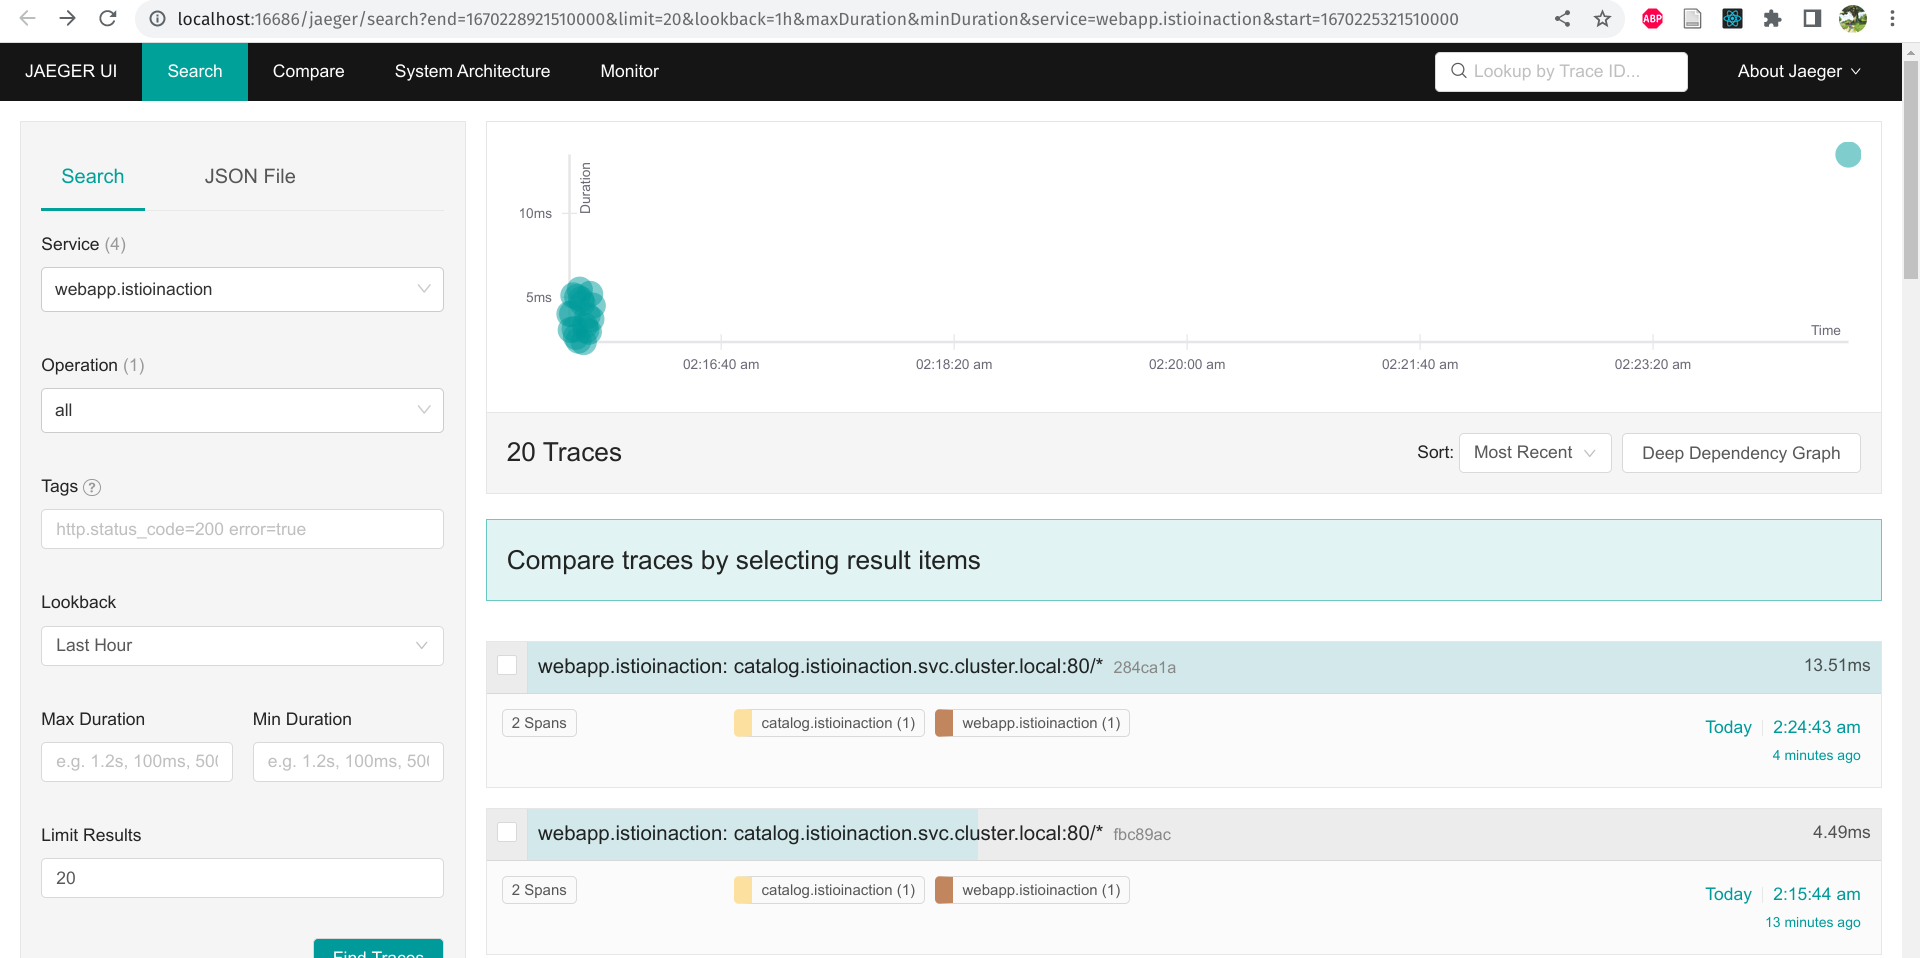 localhost:16686/jaeger/search?end=1670228921510000&limit=20&lookback=1h&maxDuration&minDuration&service=webapp.istioinaction&start=1670225321510000
ABP
JAEGER UI
Search
Compare
System Architecture
Monitor
Lookup by Trace ID...
About Jaeger
Search
JSON File
Service (4)
webapp.istioinaction
Operation (1)
all
Tags ?
http.status_code=200 error=true
Lookback
Last Hour
Max Duration
Min Duration
e.g. 1.2s, 100ms, 500
e.g. 1.2s, 100ms, 500
Limit Results
20
Find Traces
Duration
10ms
5ms
Time
02:16:40 am
02:18:20 am
02:20:00 am
02:21:40 am
02:23:20 am
20 Traces
Sort:
Most Recent
Deep Dependency Graph
Compare traces by selecting result items
webapp.istioinaction: catalog.istioinaction.svc.cluster.local:80/* 284ca1a
13.51ms
2 Spans
catalog.istioinaction (1)
webapp.istioinaction (1)
Today
2:24:43 am
4 minutes ago
webapp.istioinaction: catalog.istioinaction.svc.cluster.local:80/* fbc89ac
4.49ms
2 Spans
catalog.istioinaction (1)
webapp.istioinaction (1)
Today
2:15:44 am
13 minutes ago